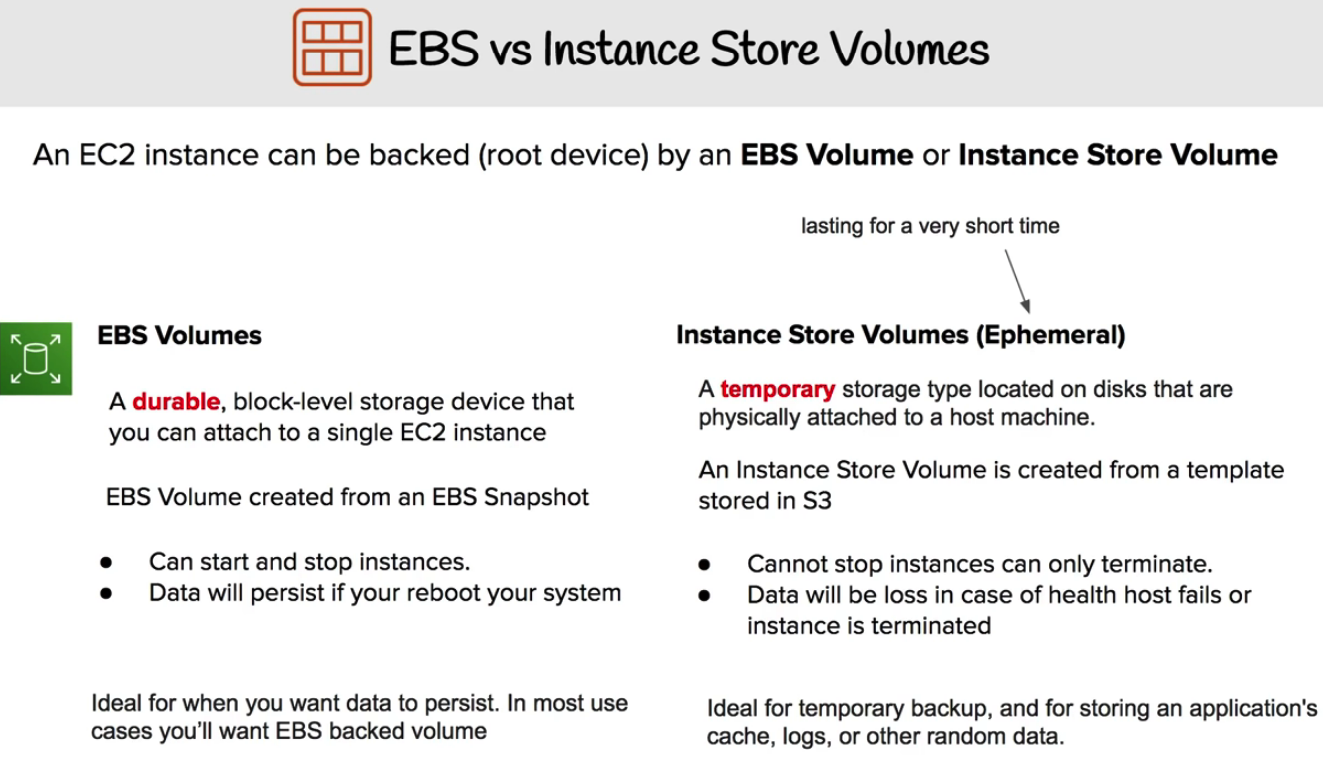 EBS vs Instance Store Volumes
An EC2 instance can be backed (root device) by an EBS Volume or Instance Store Volume
lasting for a very short time
EBS Volumes
A durable, block-level storage device that
you can attach to a single EC2 instance
EBS Volume created from an EBS Snapshot
● Can start and stop instances.
● Data will persist if your reboot your system
Ideal for when you want data to persist. In most use
cases you’ll want EBS backed volume
Instance Store Volumes (Ephemeral)
A temporary storage type located on disks that are
physically attached to a host machine.
An Instance Store Volume is created from a template
stored in S3
● Cannot stop instances can only terminate.
● Data will be loss in case of health host fails or
instance is terminated
Ideal for temporary backup, and for storing an application's
cache, logs, or other random data.